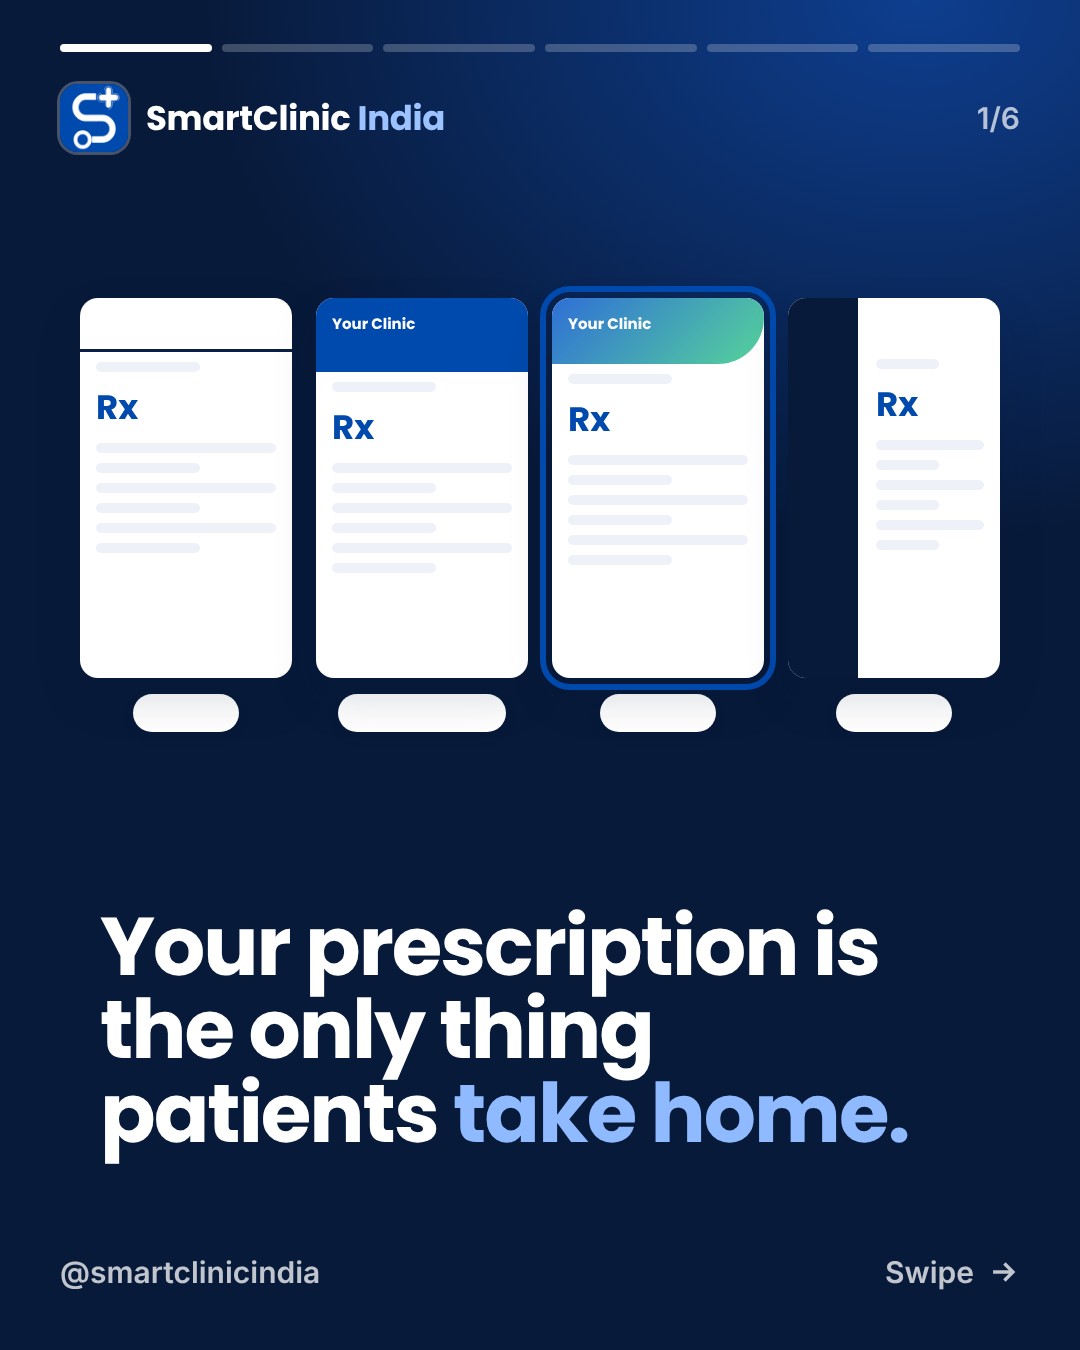 SmartClinic India
1/6
Your Clinic
Your Clinic
Rx
Rx
Rx
Rx
Your prescription is
the only thing
patients take home.
@smartclinicindia
Swipe →